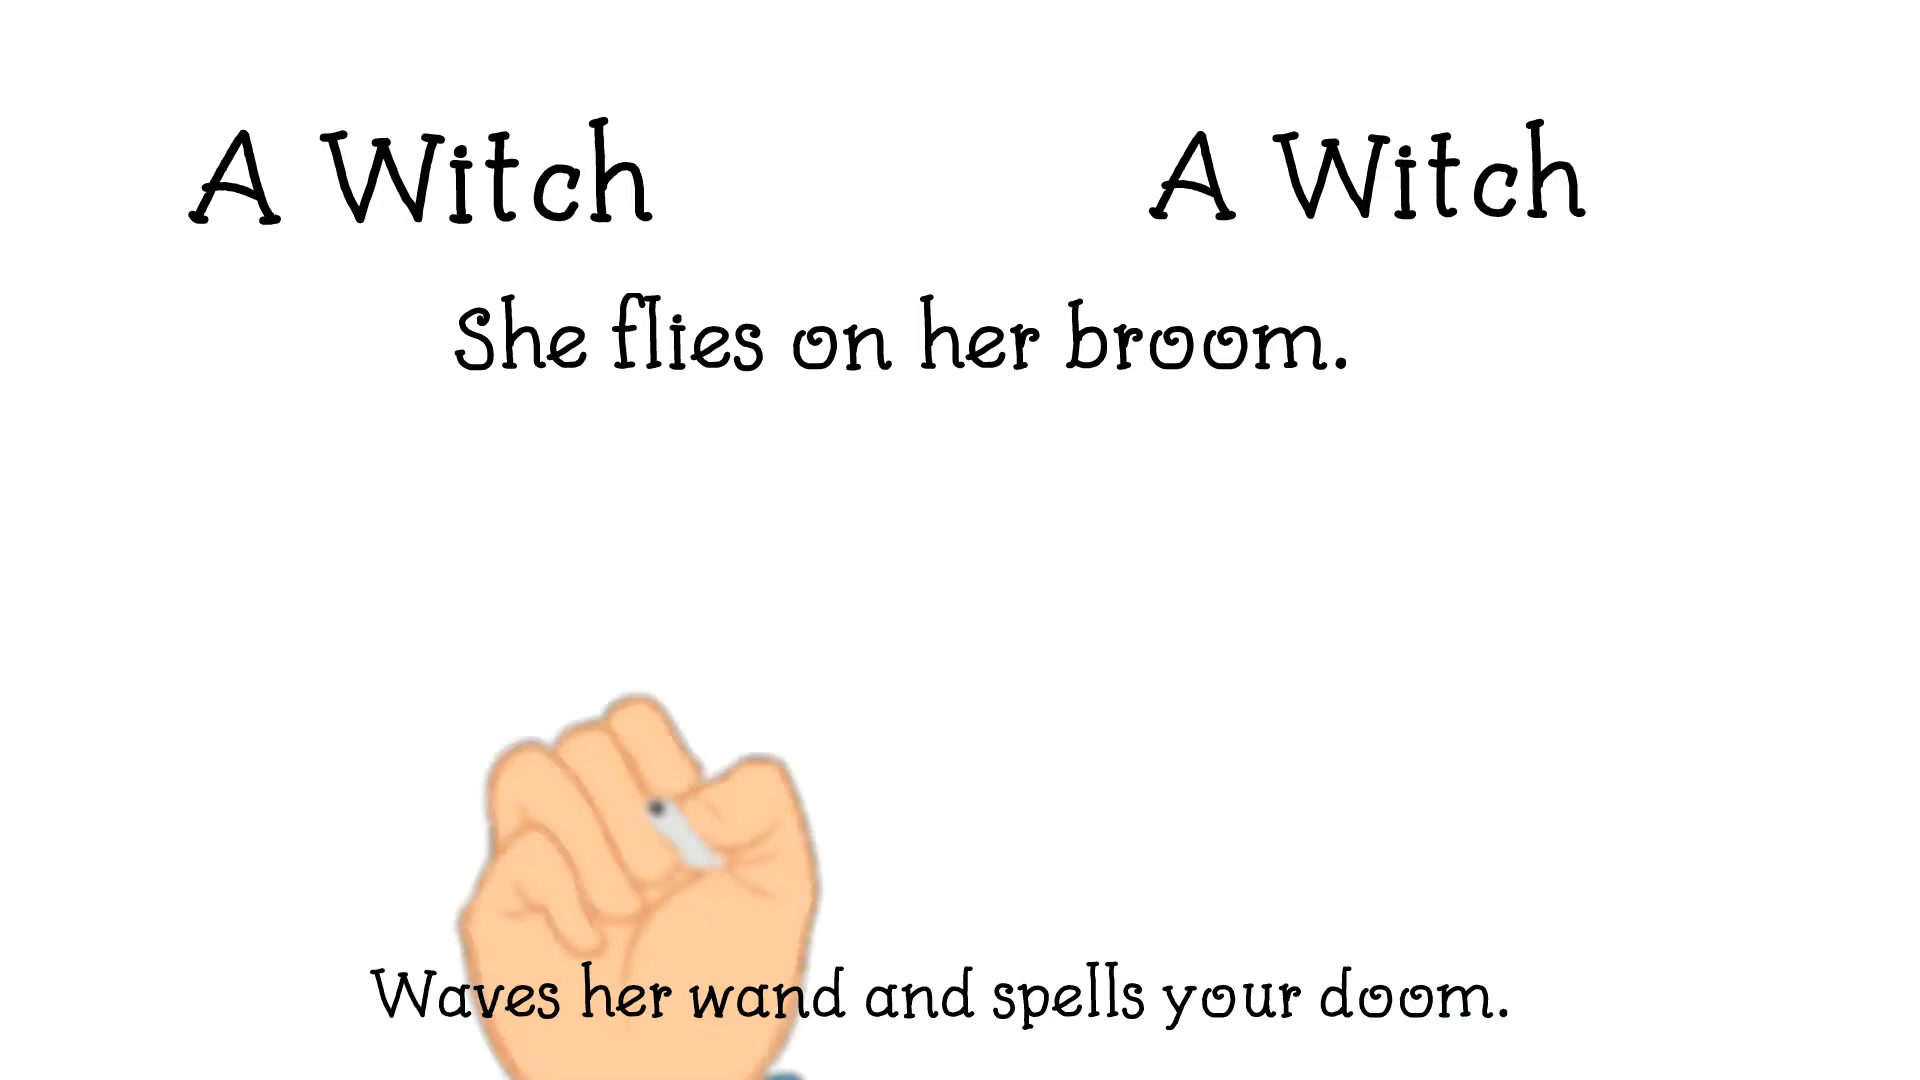 A Witch A Witch
She flies on her broom.
Waves her wand and spells your doom.